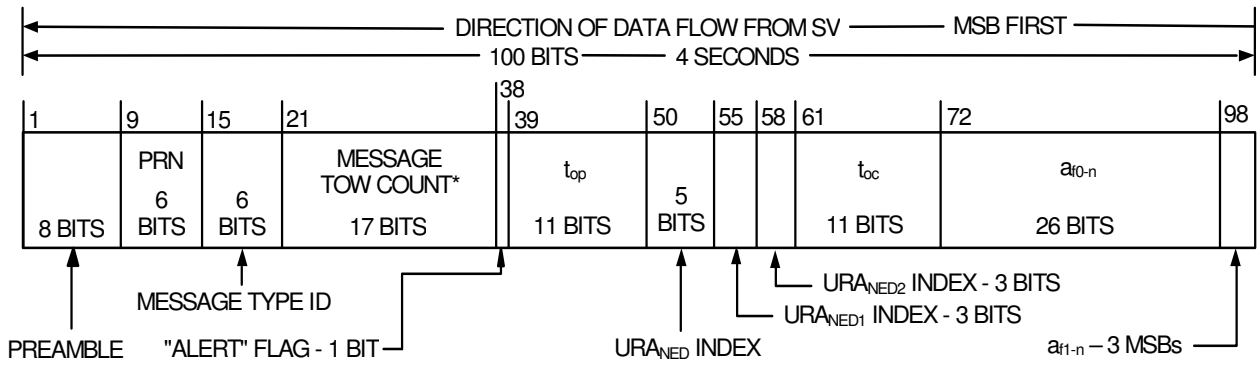 DIRECTION OF DATA FLOW FROM SV MSB FIRST
100 BITS 4 SECONDS
1 9 15 21 38 39 50 55 58 61 72 98
PRN
MESSAGE
TOW COUNT*
t_op
t_oc
a_f0-n
8 BITS
6
BITS
6
BITS
17 BITS
11 BITS
5
BITS
11 BITS
26 BITS
MESSAGE TYPE ID
URA_NED2 INDEX - 3 BITS
URA_NED1 INDEX - 3 BITS
PREAMBLE
"ALERT" FLAG - 1 BIT
URA_NED INDEX
a_f1-n – 3 MSBs